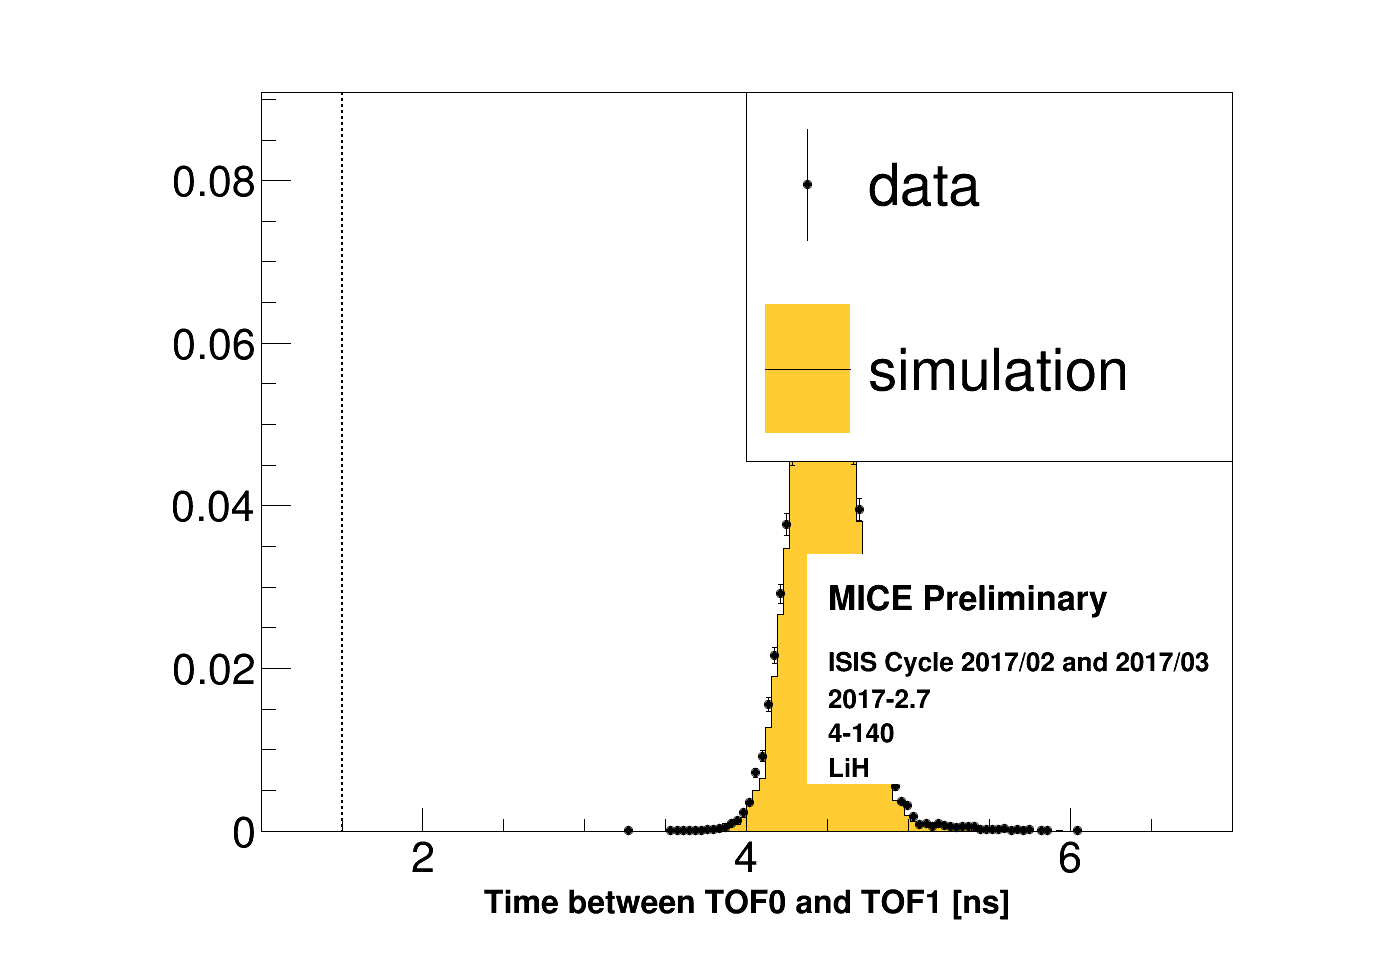 data
simulation
MICE Preliminary
ISIS Cycle 2017/02 and 2017/03
2017-2.7
4-140
LiH
0.08
0.06
0.04
0.02
0
2
4
6
Time between TOF0 and TOF1 [ns]